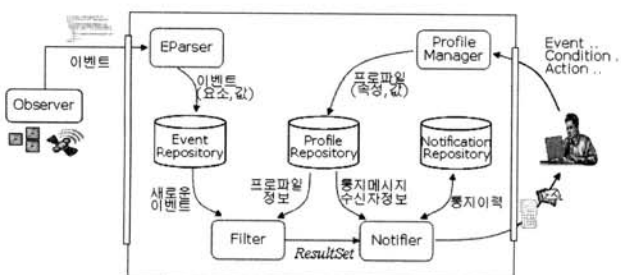 EParser
Profile
Manager
Event ..
Condition ..
Action ..
이벤트
이벤트
(요소,값)
프로파일
(속성,값)
Observer
Event
Repository
Profile
Repository
Notification
Repository
새로운
이벤트
프로파일
정보
통지메시지
수신자정보
통지이력
Filter
ResultSet
Notifier